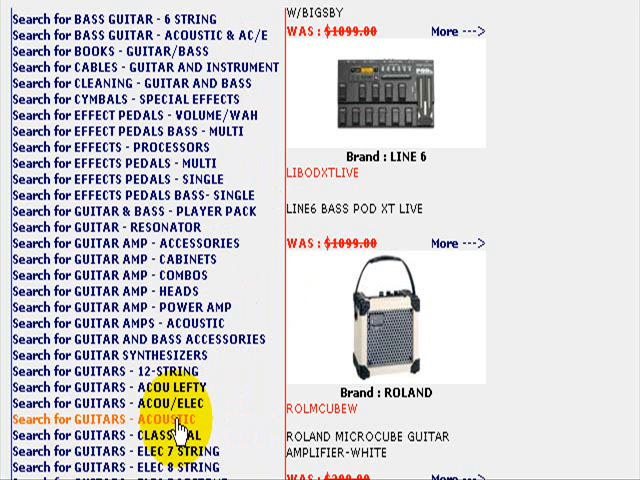 Search for BASS GUITAR - 6 STRING
Search for BASS GUITAR - ACOUSTIC & AC/E
Search for BOOKS - GUITAR/BASS
Search for CABLES - GUITAR AND INSTRUMENT
Search for CLEANING - GUITAR AND BASS
Search for CYMBALS - SPECIAL EFFECTS
Search for EFFECT PEDALS - VOLUME/WAH
Search for EFFECT PEDALS BASS - MULTI
Search for EFFECTS - PROCESSORS
Search for EFFECTS PEDALS - MULTI
Search for EFFECTS PEDALS - SINGLE
Search for EFFECTS PEDALS BASS- SINGLE
Search for GUITAR & BASS - PLAYER PACK
Search for GUITAR - RESONATOR
Search for GUITAR AMP - ACCESSORIES
Search for GUITAR AMP - CABINETS
Search for GUITAR AMP - COMBOS
Search for GUITAR AMP - HEADS
Search for GUITAR AMP - POWER AMP
Search for GUITAR AMPS - ACOUSTIC
Search for GUITAR AND BASS ACCESSORIES
Search for GUITAR SYNTHESIZERS
Search for GUITARS - 12-STRING
Search for GUITARS - ACOU LEFTY
Search for GUITARS - ACOU/ELEC
Search for GUITARS - ACOUSTIC
Search for GUITARS - CLASSICAL
Search for GUITARS - ELEC 7 STRING
Search for GUITARS - ELEC 8 STRING
W/BIGSBY
WAS : $1099.00 More --->
Brand : LINE 6
LIBODXTLIVE
LINE6 BASS POD XT LIVE
WAS : $1099.00 More --->
Brand : ROLAND
ROLMCUBEW
ROLAND MICROCUBE GUITAR
AMPLIFIER-WHITE